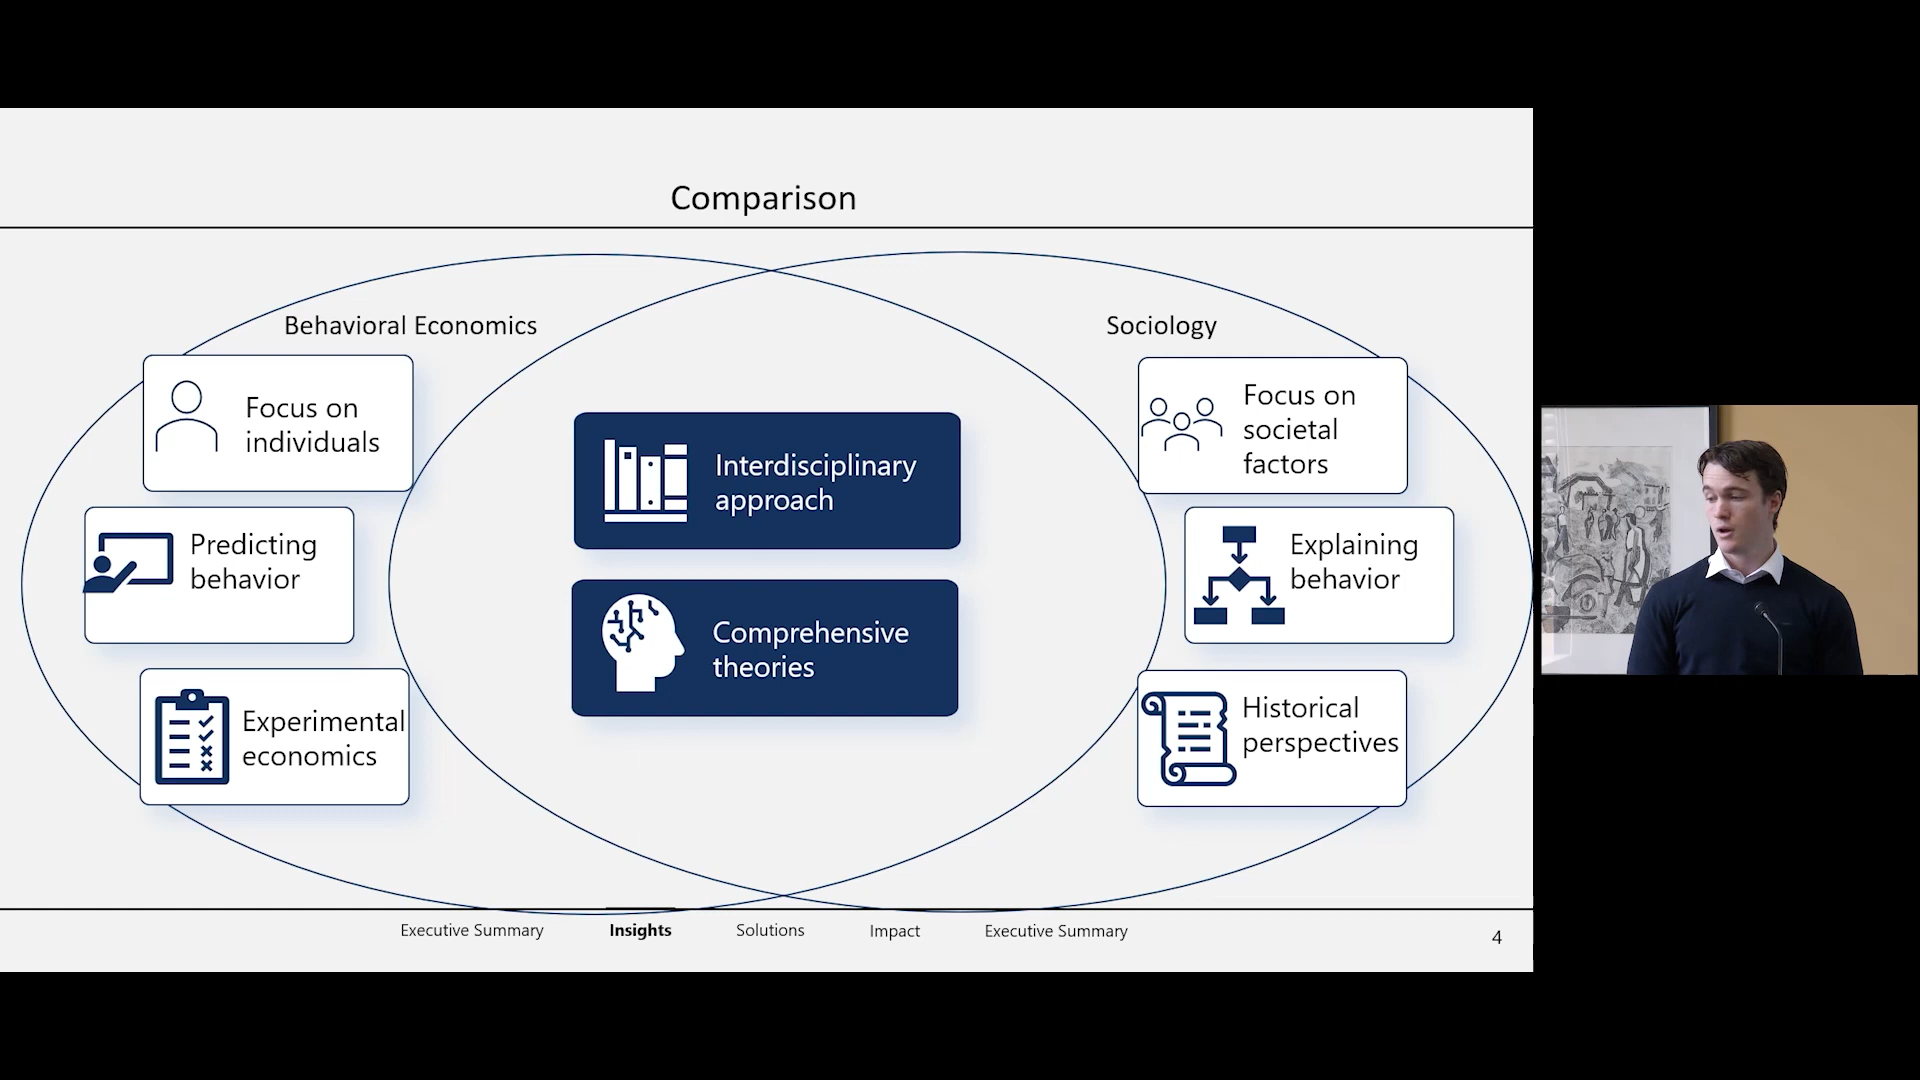 Comparison
Behavioral Economics
Focus on
individuals
Predicting
behavior
Experimental
economics
Interdisciplinary
approach
Comprehensive
theories
Sociology
Focus on
societal
factors
Explaining
behavior
Historical
perspectives
Executive Summary
Insights
Solutions
Impact
Executive Summary
4